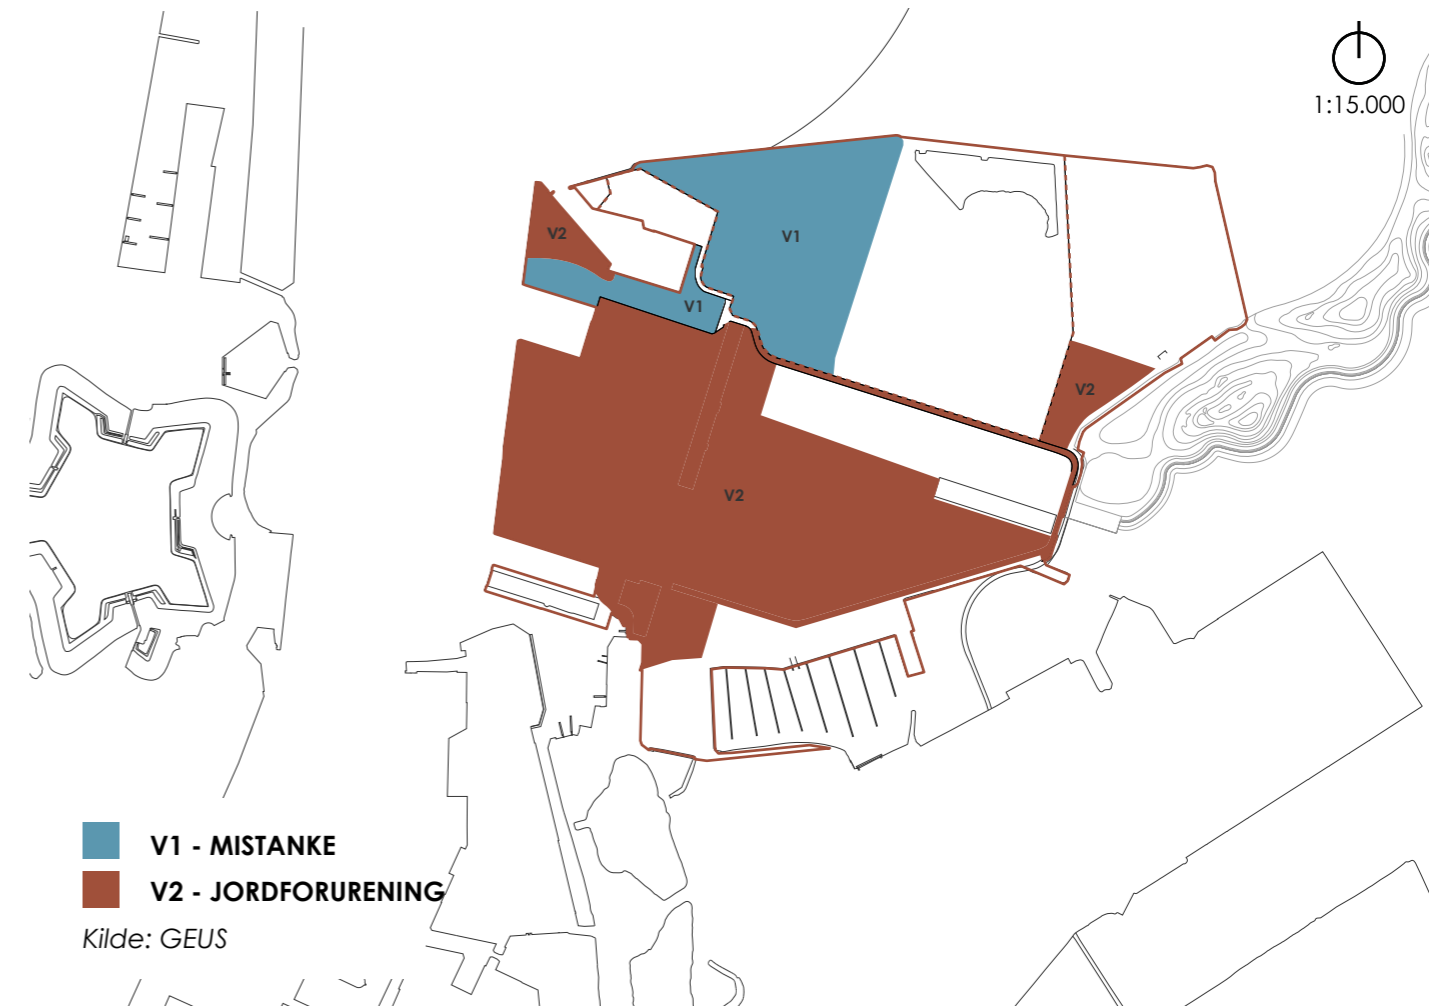 1:15.000
V1
V2
V1
V2
V2
V1 - MISTANKE
V2 - JORDFORURENING
Kilde: GEUS